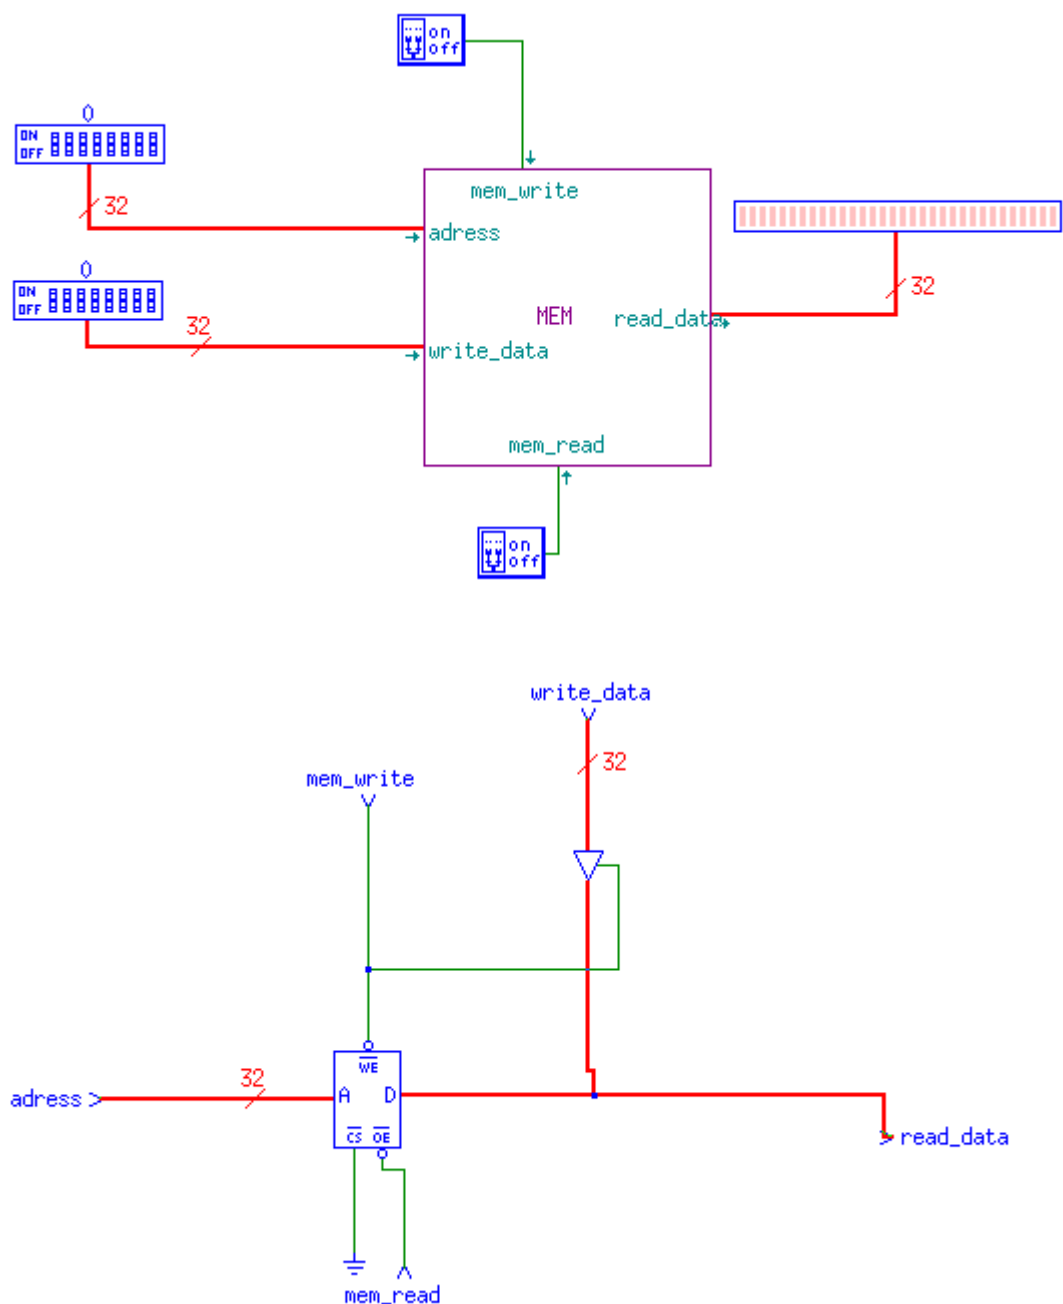 on
off
0
ON
OFF
32
mem_write
adress
0
ON
OFF
32
MEM
read_data
32
write_data
mem_read
on
off
write_data
32
mem_write
WE
adress
32
A
D
CS
OE
read_data
mem_read